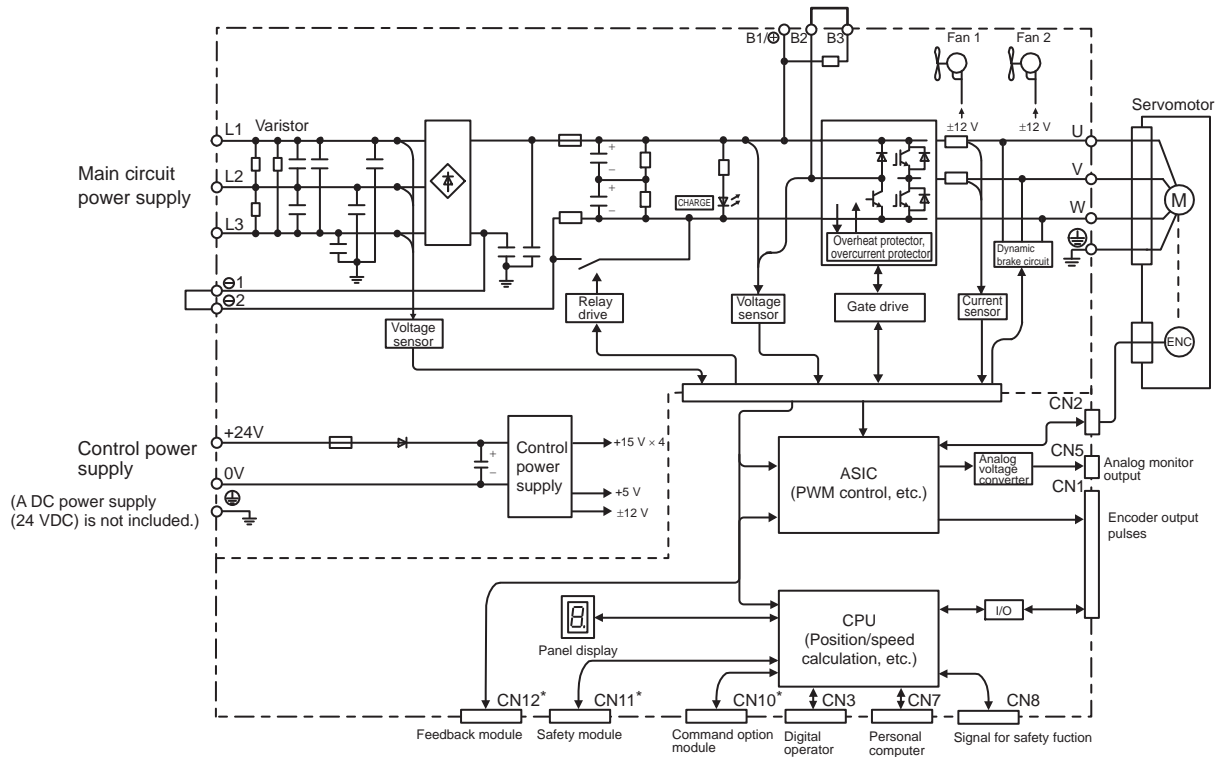 B1/⊕ B2 B3
Fan 1 Fan 2
±12 V ±12 V
Servomotor
Main circuit
power supply
L1
Varistor
L2
L3
⊖1
⊖2
+
−
+
−
CHARGE
Overheat protector,
overcurrent protector
U
V
W
M
Dynamic
brake circuit
Voltage
sensor
Relay
drive
Voltage
sensor
Gate drive
Current
sensor
ENC
Control power
supply
(A DC power supply
(24 VDC) is not included.)
+24V
0V
+
−
Control
power
supply
+15 V × 4
+5 V
±12 V
ASIC
(PWM control, etc.)
Analog
voltage
converter
CN2
CN5
Analog monitor
output
CN1
Encoder output
pulses
CPU
(Position/speed
calculation, etc.)
I/O
8.
Panel display
CN12*
CN11*
CN10*
CN3
CN7
CN8
Feedback module
Safety module
Command option
module
Digital
operator
Personal
computer
Signal for safety fuction